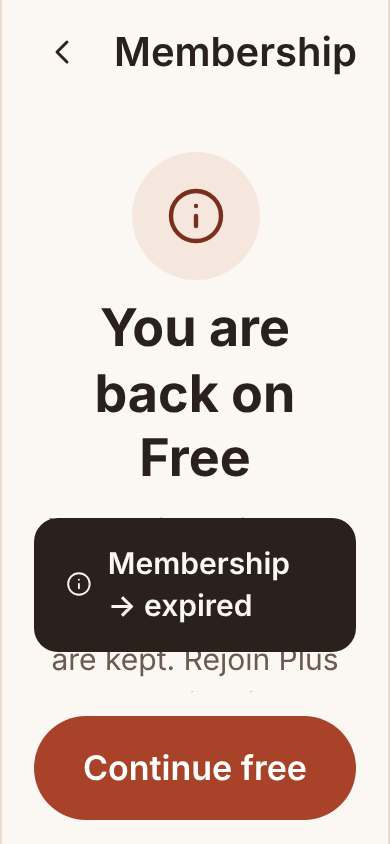 Membership
You are
back on
Free
Membership
→ expired
are kept. Rejoin Plus
Continue free